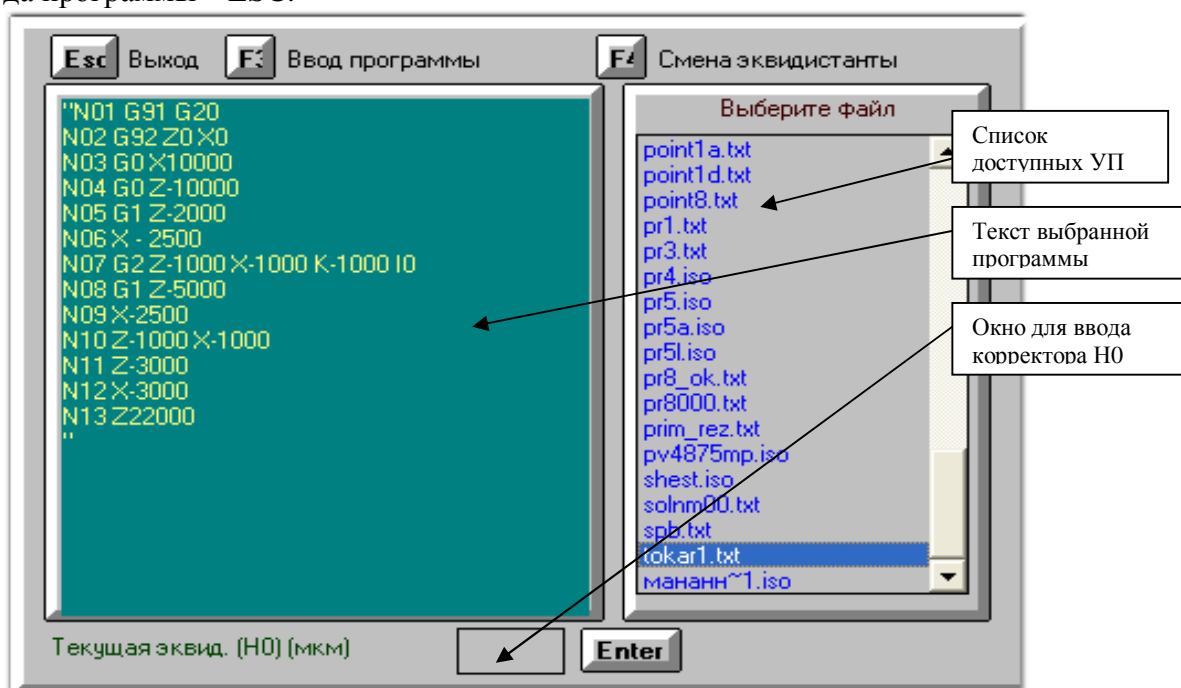 да программы – ESC.
Esc Выход F3 Ввод программы F4 Смена эквидистанты
"N01 G91 G20
N02 G92 Z0 X0
N03 G0 X10000
N04 G0 Z-10000
N05 G1 Z-2000
N06 X - 2500
N07 G2 Z-1000 X-1000 K-1000 I0
N08 G1 Z-5000
N09 X-2500
N10 Z-1000 X-1000
N11 Z-3000
N12 X-3000
N13 Z22000
"
Выберите файл
point1a.txt
point1d.txt
point8.txt
pr1.txt
pr3.txt
pr4.iso
pr5.iso
pr5a.iso
pr5l.iso
pr8_ok.txt
pr8000.txt
prim_rez.txt
pv4875mp.iso
shest.iso
solnm00.txt
spb.txt
tokar1.txt
мананн~1.iso
Список
доступных УП
Текст выбранной
программы
Окно для ввода
корректора H0
Текущая эквид. (H0) (мкм)
Enter